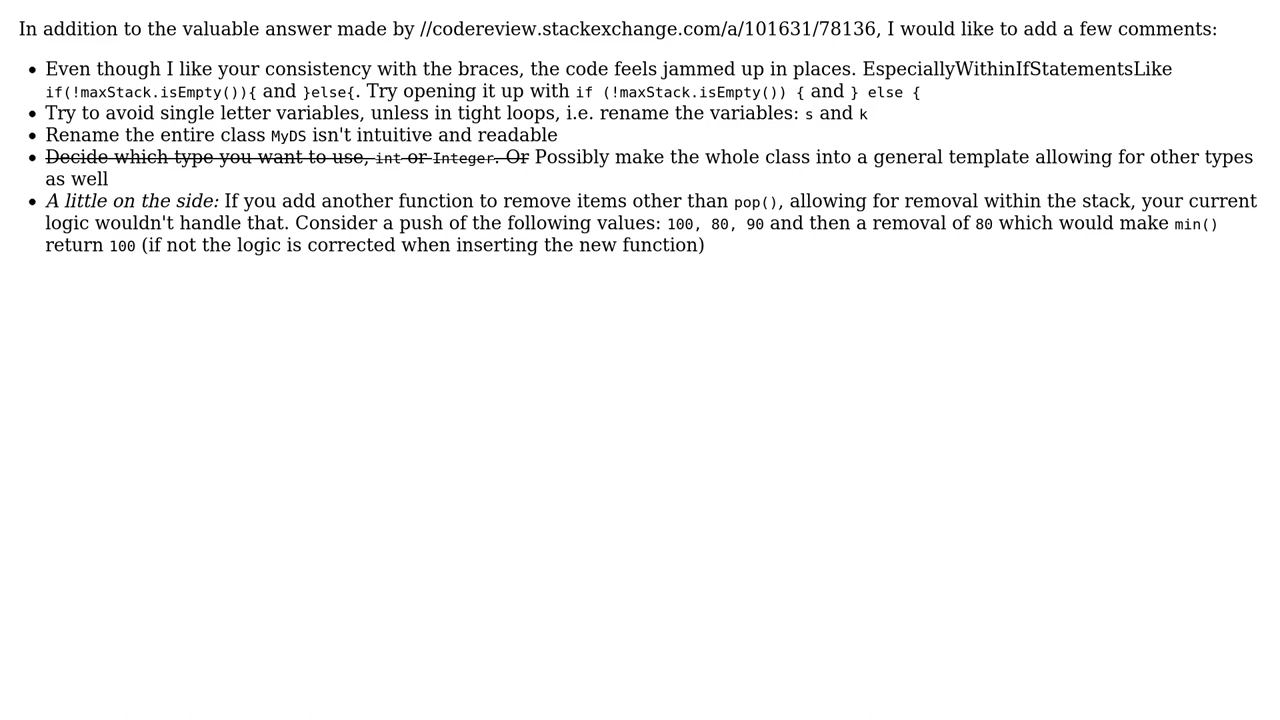 In addition to the valuable answer made by //codereview.stackexchange.com/a/101631/78136, I would like to add a few comments:
• Even though I like your consistency with the braces, the code feels jammed up in places. EspeciallyWithinIfStatementsLike
if(!maxStack.isEmpty()){ and }else{. Try opening it up with if (!maxStack.isEmpty()) { and } else {
• Try to avoid single letter variables, unless in tight loops, i.e. rename the variables: s and k
• Rename the entire class MyDS isn't intuitive and readable
• Decide which type you want to use, int or Integer. Or Possibly make the whole class into a general template allowing for other types
as well
• A little on the side: If you add another function to remove items other than pop(), allowing for removal within the stack, your current
logic wouldn't handle that. Consider a push of the following values: 100, 80, 90 and then a removal of 80 which would make min()
return 100 (if not the logic is corrected when inserting the new function)